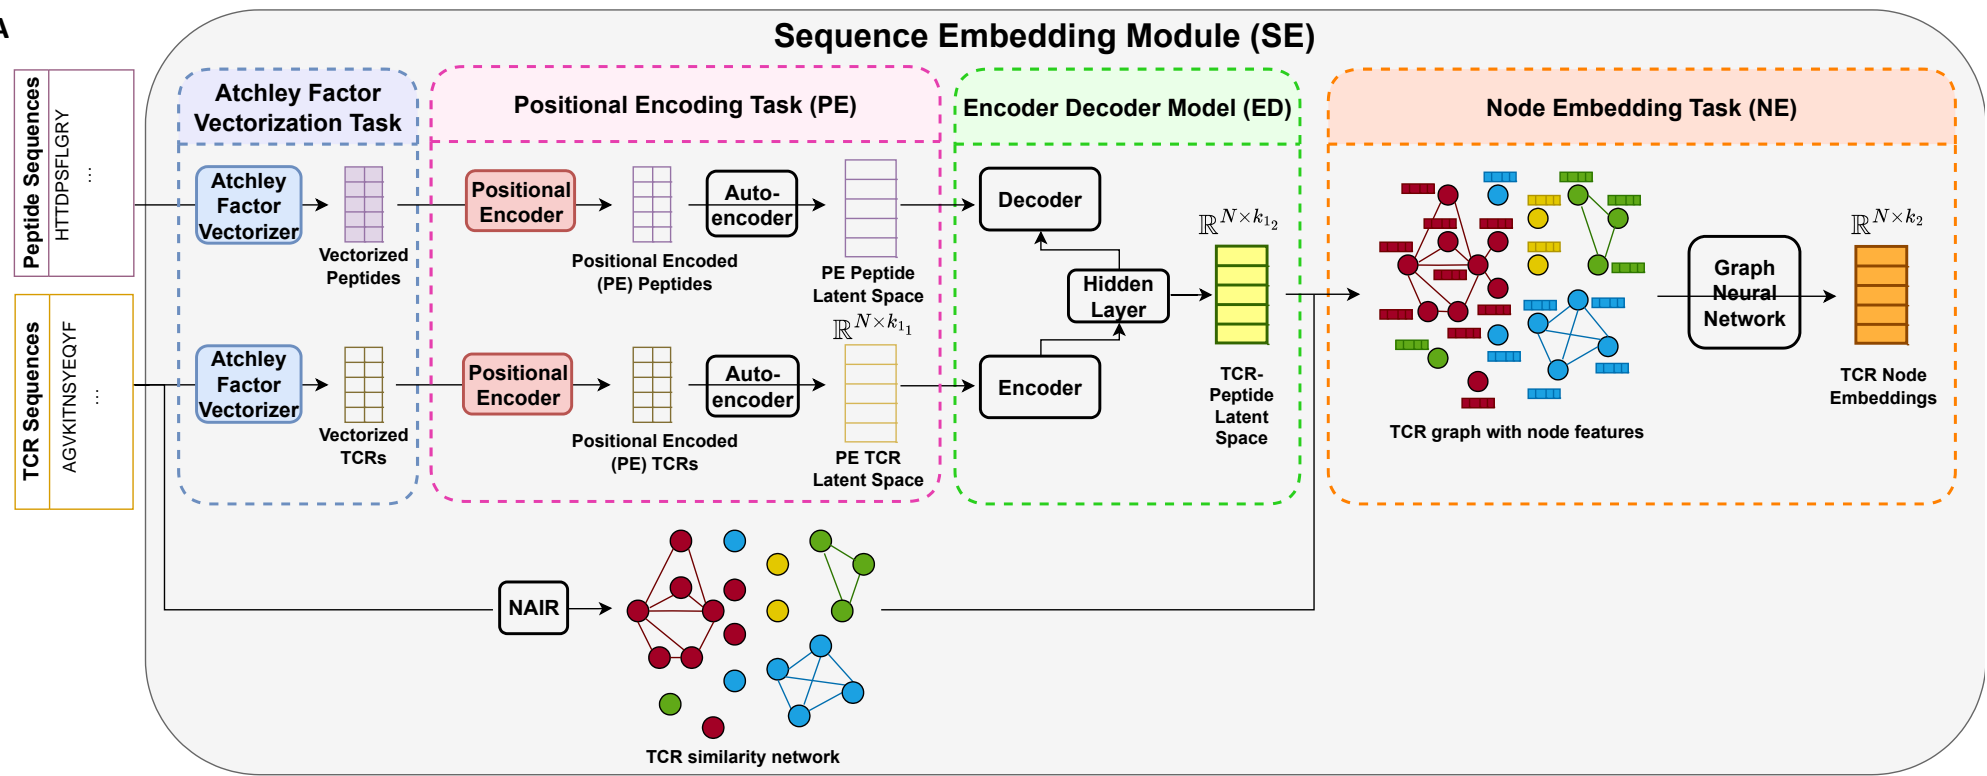 A
Sequence Embedding Module (SE)
Peptide Sequences
HTTDPSFLGRY
...
TCR Sequences
AGVKITNSYEQYF
...
Atchley Factor
Vectorization Task
Atchley
Factor
Vectorizer
Vectorized
Peptides
Atchley
Factor
Vectorizer
Vectorized
TCRs
Positional Encoding Task (PE)
Positional
Encoder
Positional Encoded
(PE) Peptides
Auto-
encoder
PE Peptide
Latent Space
Positional
Encoder
Positional Encoded
(PE) TCRs
Auto-
encoder
ℝ^{N×k_{1_1}}
PE TCR
Latent Space
Encoder Decoder Model (ED)
Decoder
Hidden
Layer
Encoder
ℝ^{N×k_{1_2}}
TCR-
Peptide
Latent
Space
Node Embedding Task (NE)
TCR graph with node features
Graph
Neural
Network
ℝ^{N×k_2}
TCR Node
Embeddings
NAIR
TCR similarity network